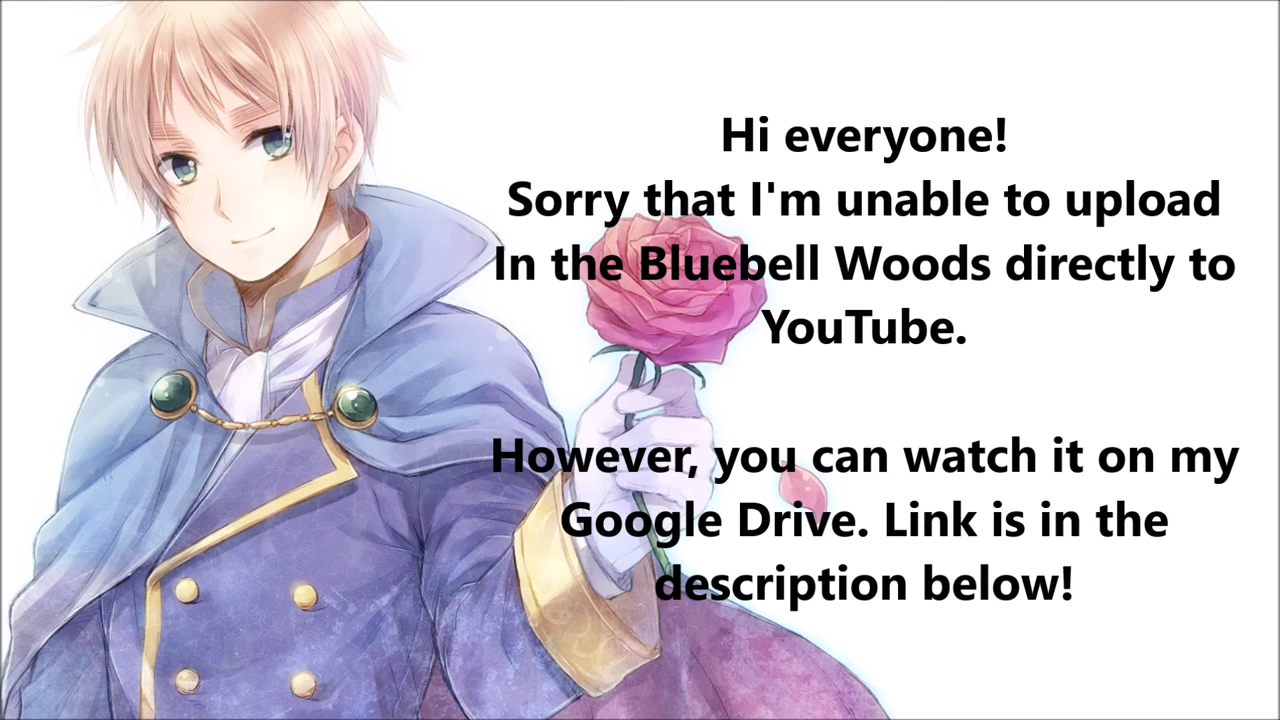 Hi everyone!
Sorry that I'm unable to upload
In the Bluebell Woods directly to
YouTube.
However, you can watch it on my
Google Drive. Link is in the
description below!